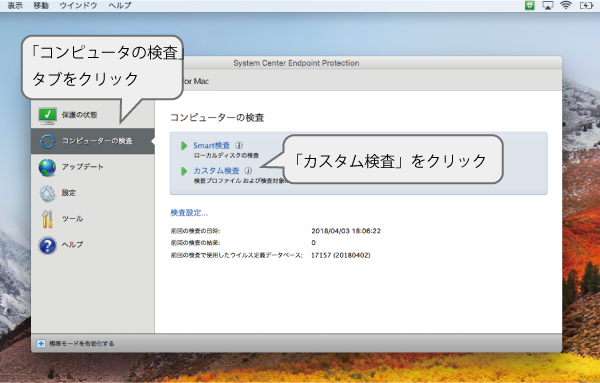 表示 移動 ウインドウ ヘルプ
「コンピュータの検査」
タブをクリック
System Center Endpoint Protection
for Mac
保護の状態
コンピューターの検査
アップデート
設定
ツール
ヘルプ
コンピューターの検査
Smart検査
ローカルディスクの検査
カスタム検査
検査プロファイル および検査対象
「カスタム検査」をクリック
検査設定...
前回の検査の日時: 2018/04/03 18:06:22
前回の検査の結果: 0
前回の検査で使用したウイルス定義データベース: 17157 (20180402)
標準モードを有効化する